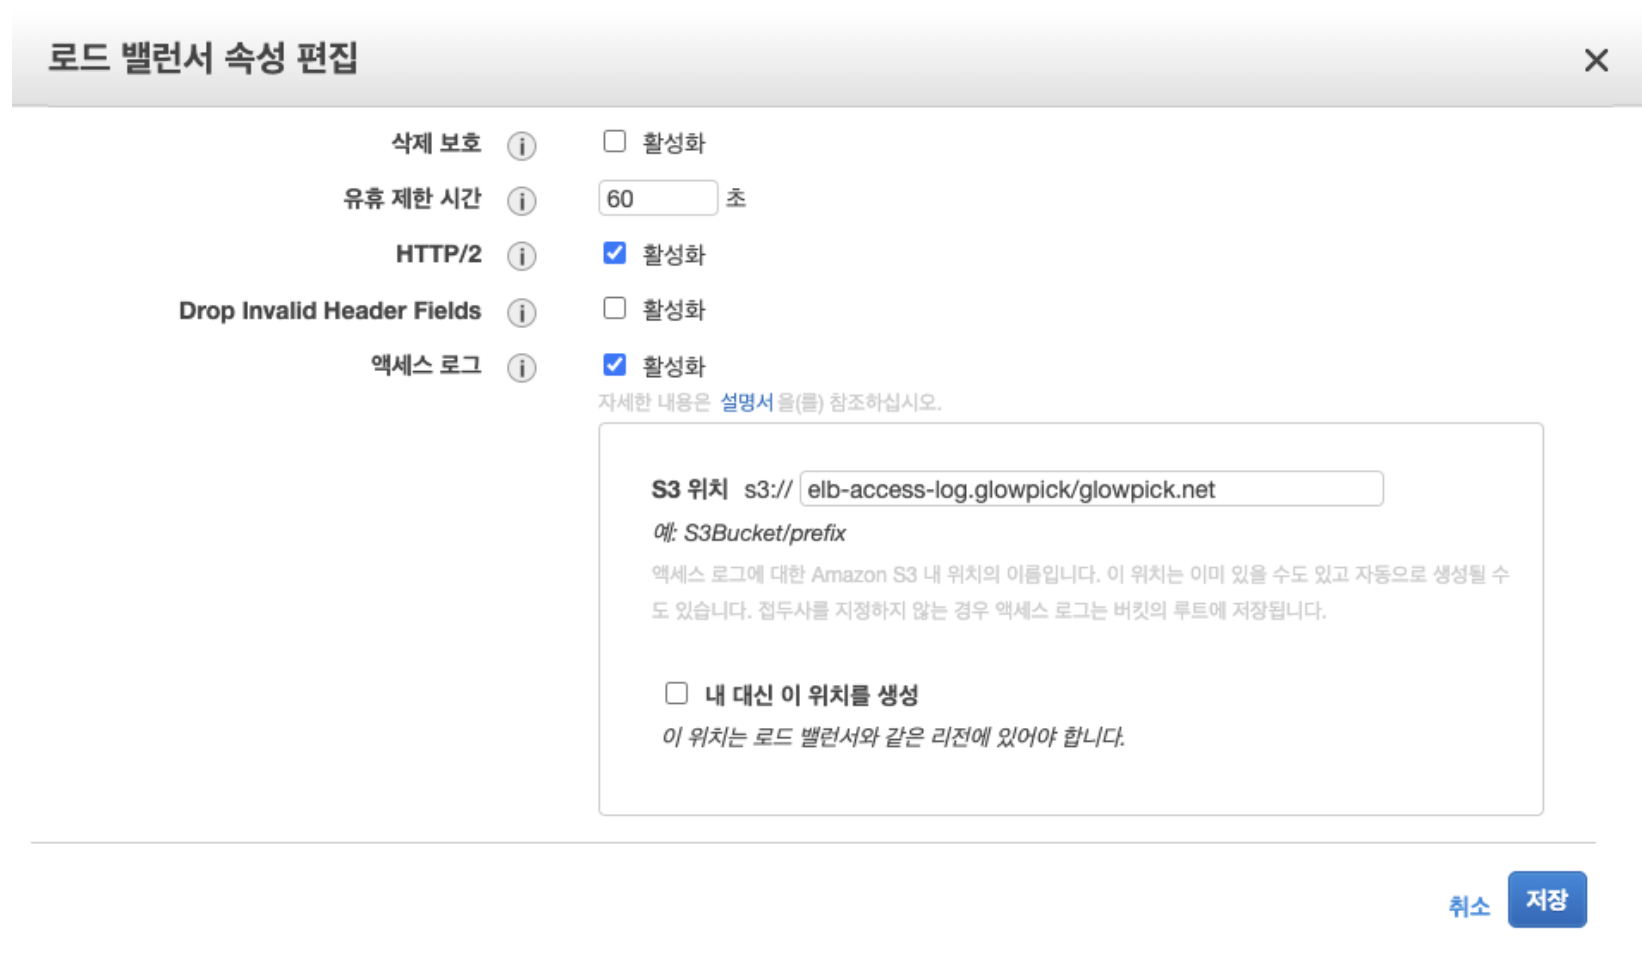 로드 밸런서 속성 편집
삭제 보호 활성화
유휴 제한 시간 60 초
HTTP/2 활성화
Drop Invalid Header Fields 활성화
액세스 로그 활성화
자세한 내용은 설명서 을(를) 참조하십시오.
S3 위치 s3:// elb-access-log.glowpick/glowpick.net
예: S3Bucket/prefix
액세스 로그에 대한 Amazon S3 내 위치의 이름입니다. 이 위치는 이미 있을 수도 있고 자동으로 생성될 수
도 있습니다. 접두사를 지정하지 않는 경우 액세스 로그는 버킷의 루트에 저장됩니다.
내 대신 이 위치를 생성
이 위치는 로드 밸런서와 같은 리전에 있어야 합니다.
취소 저장